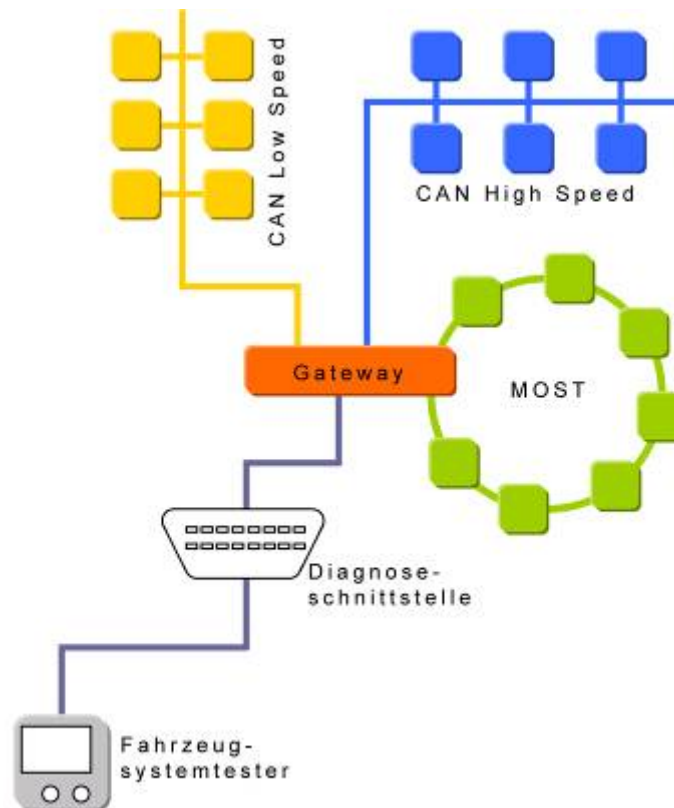 CAN Low Speed
CAN High Speed
Gateway
MOST
Diagnose-
schnittstelle
Fahrzeug-
systemtester